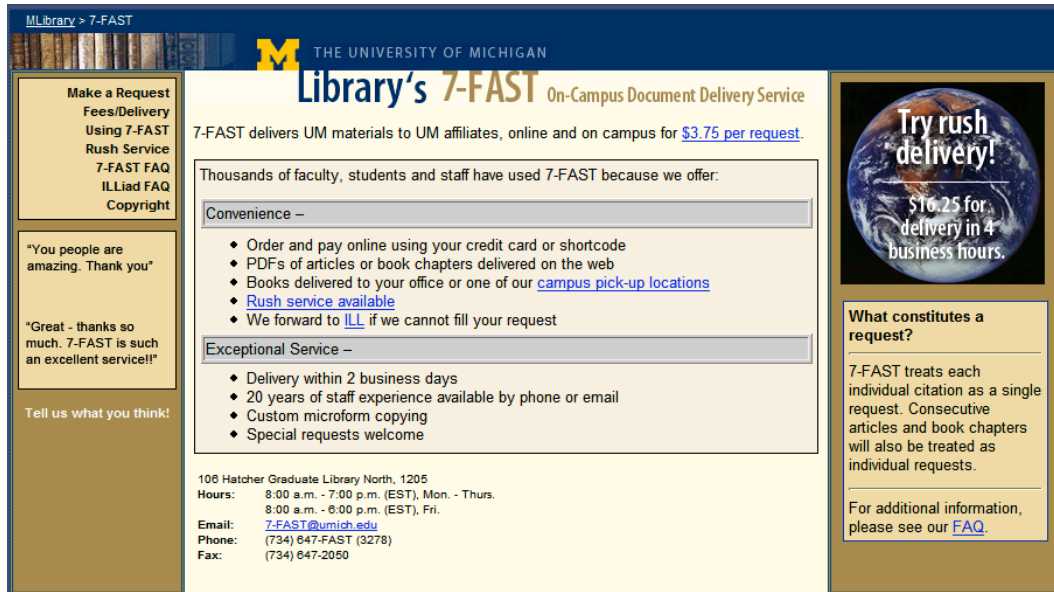 MLibrary > 7-FAST
M THE UNIVERSITY OF MICHIGAN
Library's 7-FAST On-Campus Document Delivery Service
Make a Request
Fees/Delivery
Using 7-FAST
Rush Service
7-FAST FAQ
ILLiad FAQ
Copyright
"You people are
amazing. Thank you"
"Great - thanks so
much. 7-FAST is such
an excellent service!!"
Tell us what you think!
7-FAST delivers UM materials to UM affiliates, online and on campus for $3.75 per request.
Thousands of faculty, students and staff have used 7-FAST because we offer:
Convenience –
Order and pay online using your credit card or shortcode
PDFs of articles or book chapters delivered on the web
Books delivered to your office or one of our campus pick-up locations
Rush service available
We forward to ILL if we cannot fill your request
Exceptional Service –
Delivery within 2 business days
20 years of staff experience available by phone or email
Custom microform copying
Special requests welcome
106 Hatcher Graduate Library North, 1205
Hours: 8:00 a.m. - 7:00 p.m. (EST), Mon. - Thurs.
8:00 a.m. - 6:00 p.m. (EST), Fri.
Email: 7-FAST@umich.edu
Phone: (734) 647-FAST (3278)
Fax: (734) 647-2050
Try rush
delivery!
$16.25 for
delivery in 4
business hours.
What constitutes a
request?
7-FAST treats each
individual citation as a single
request. Consecutive
articles and book chapters
will also be treated as
individual requests.
For additional information,
please see our FAQ.